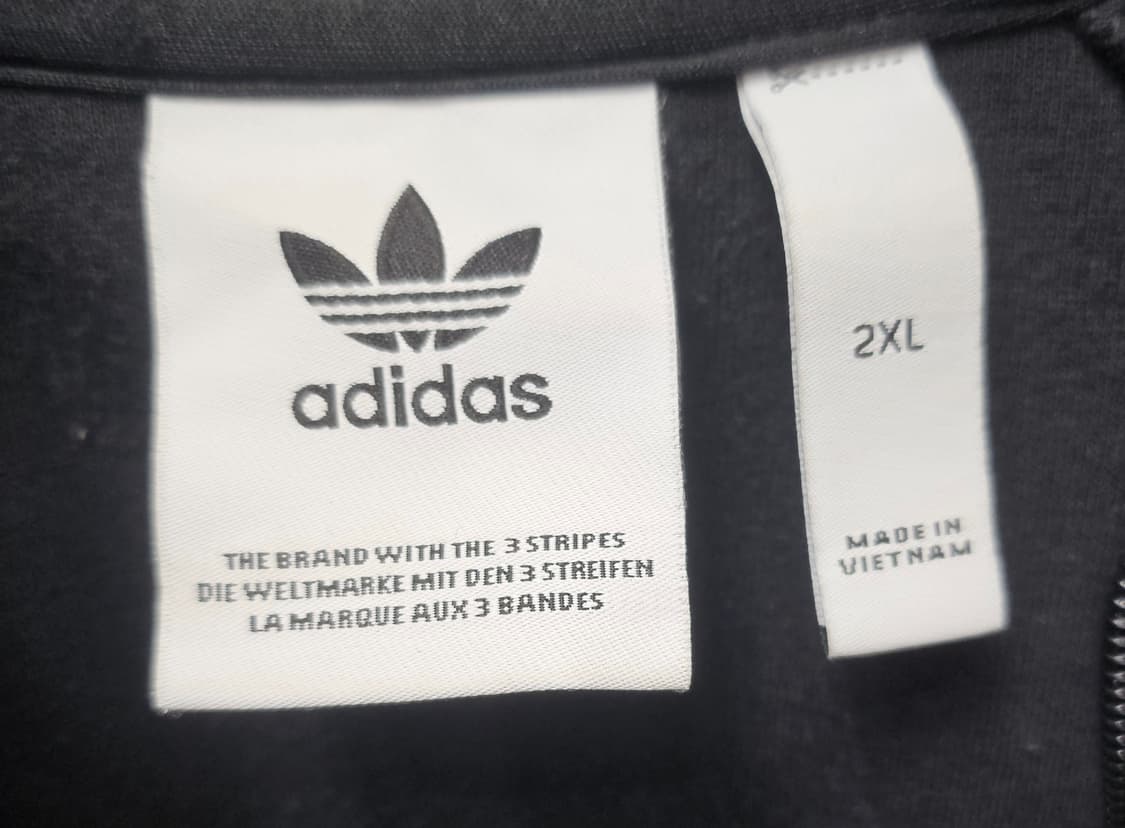 adidas
THE BRAND WITH THE 3 STRIPES
DIE WELTMARKE MIT DEN 3 STREIFEN
LA MARQUE AUX 3 BANDES
2XL
MADE IN
VIETNAM